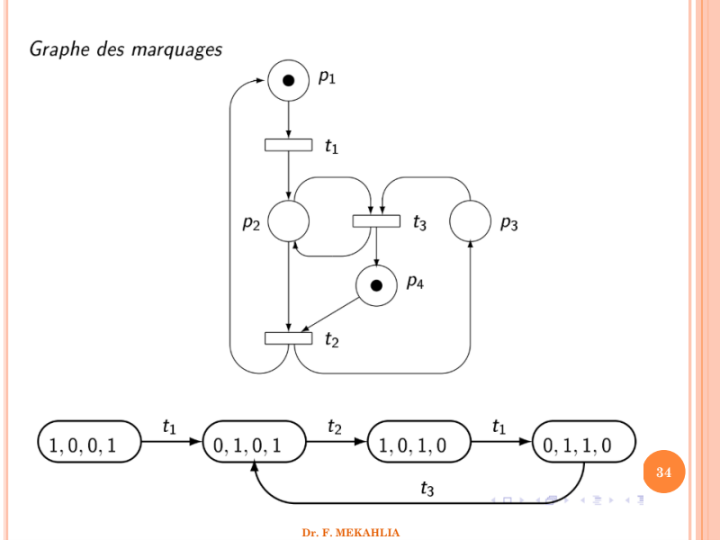 Graphe des marquages
p1
t1
p2
t3
p3
p4
t2
t1
t2
t1
1, 0, 0, 1
0, 1, 0, 1
1, 0, 1, 0
0, 1, 1, 0
t3
34
Dr. F. MEKAHLIA